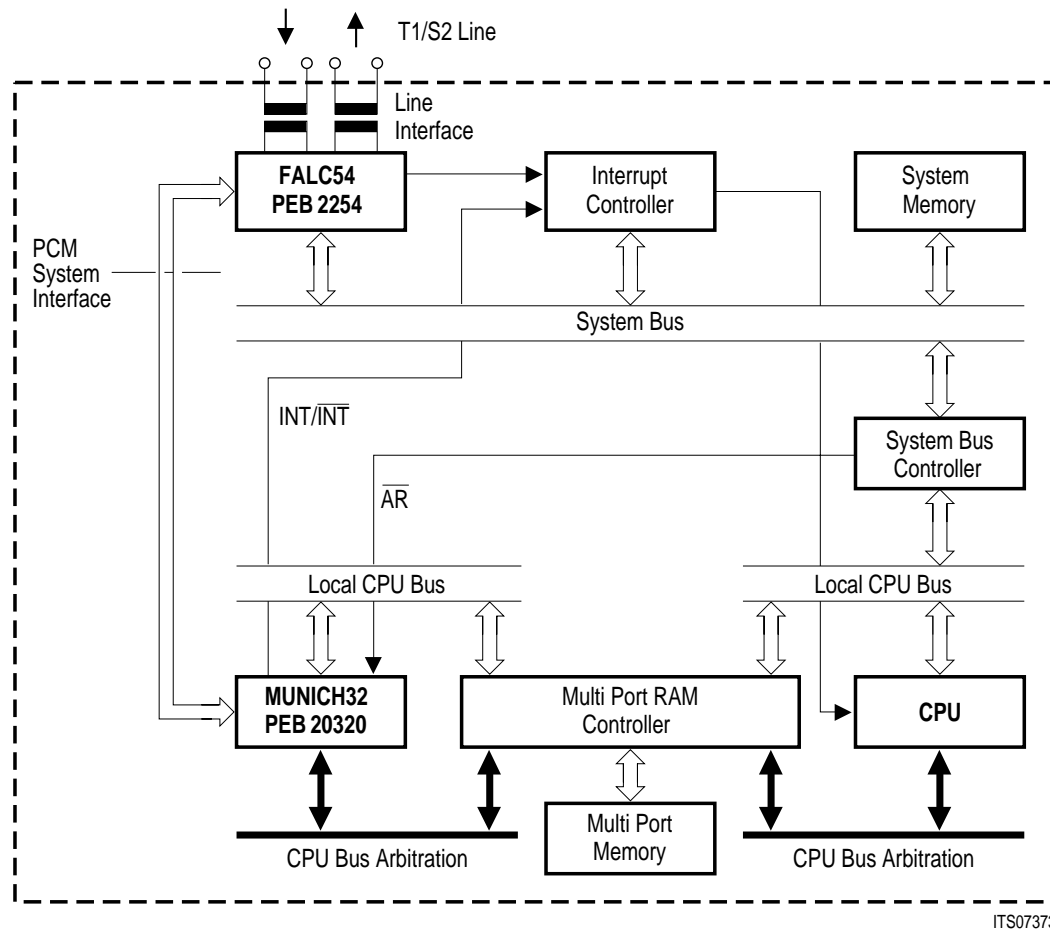 T1/S2 Line
Line
Interface
FALC54
PEB 2254
Interrupt
Controller
System
Memory
PCM
System
Interface
System Bus
INT/I̅N̅T̅
System Bus
Controller
A̅R̅
Local CPU Bus
Local CPU Bus
MUNICH32
PEB 20320
Multi Port RAM
Controller
CPU
Multi Port
Memory
CPU Bus Arbitration
CPU Bus Arbitration
ITS07373